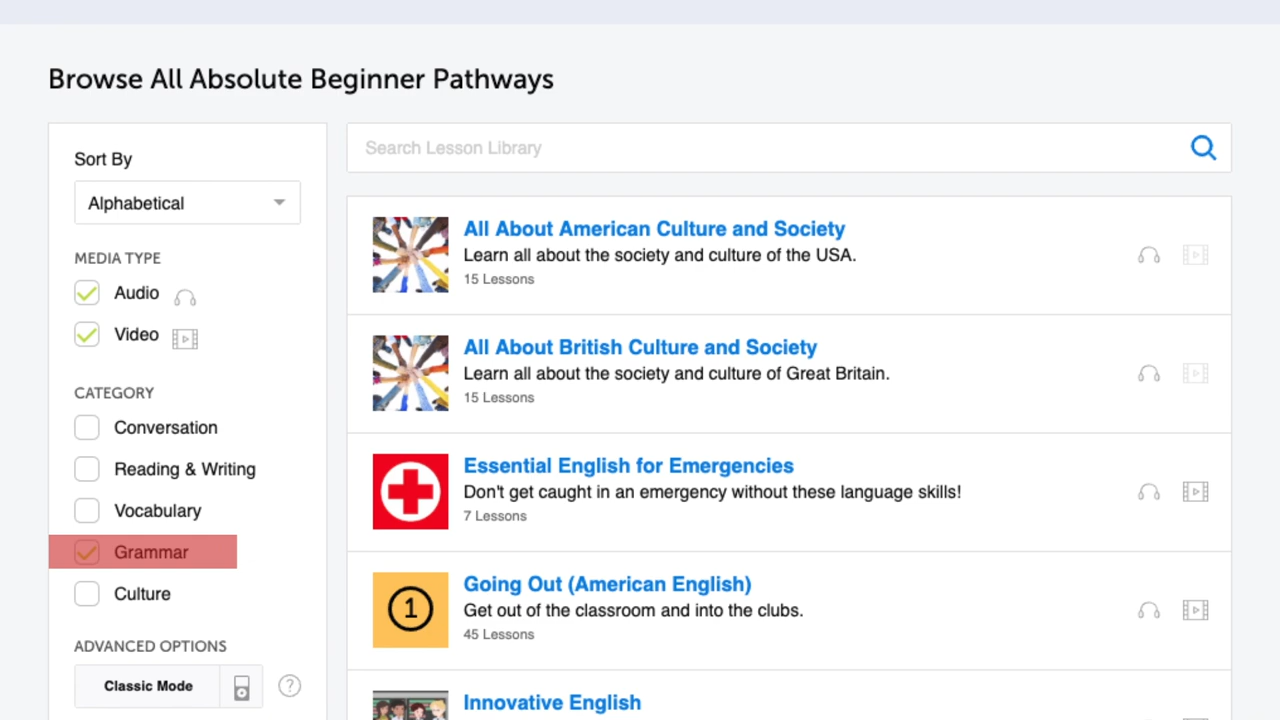 Browse All Absolute Beginner Pathways
Sort By
Alphabetical
MEDIA TYPE
Audio
Video
CATEGORY
Conversation
Reading & Writing
Vocabulary
Grammar
Culture
ADVANCED OPTIONS
Classic Mode
?
Search Lesson Library
All About American Culture and Society
Learn all about the society and culture of the USA.
15 Lessons
All About British Culture and Society
Learn all about the society and culture of Great Britain.
15 Lessons
Essential English for Emergencies
Don't get caught in an emergency without these language skills!
7 Lessons
1
Going Out (American English)
Get out of the classroom and into the clubs.
45 Lessons
Innovative English